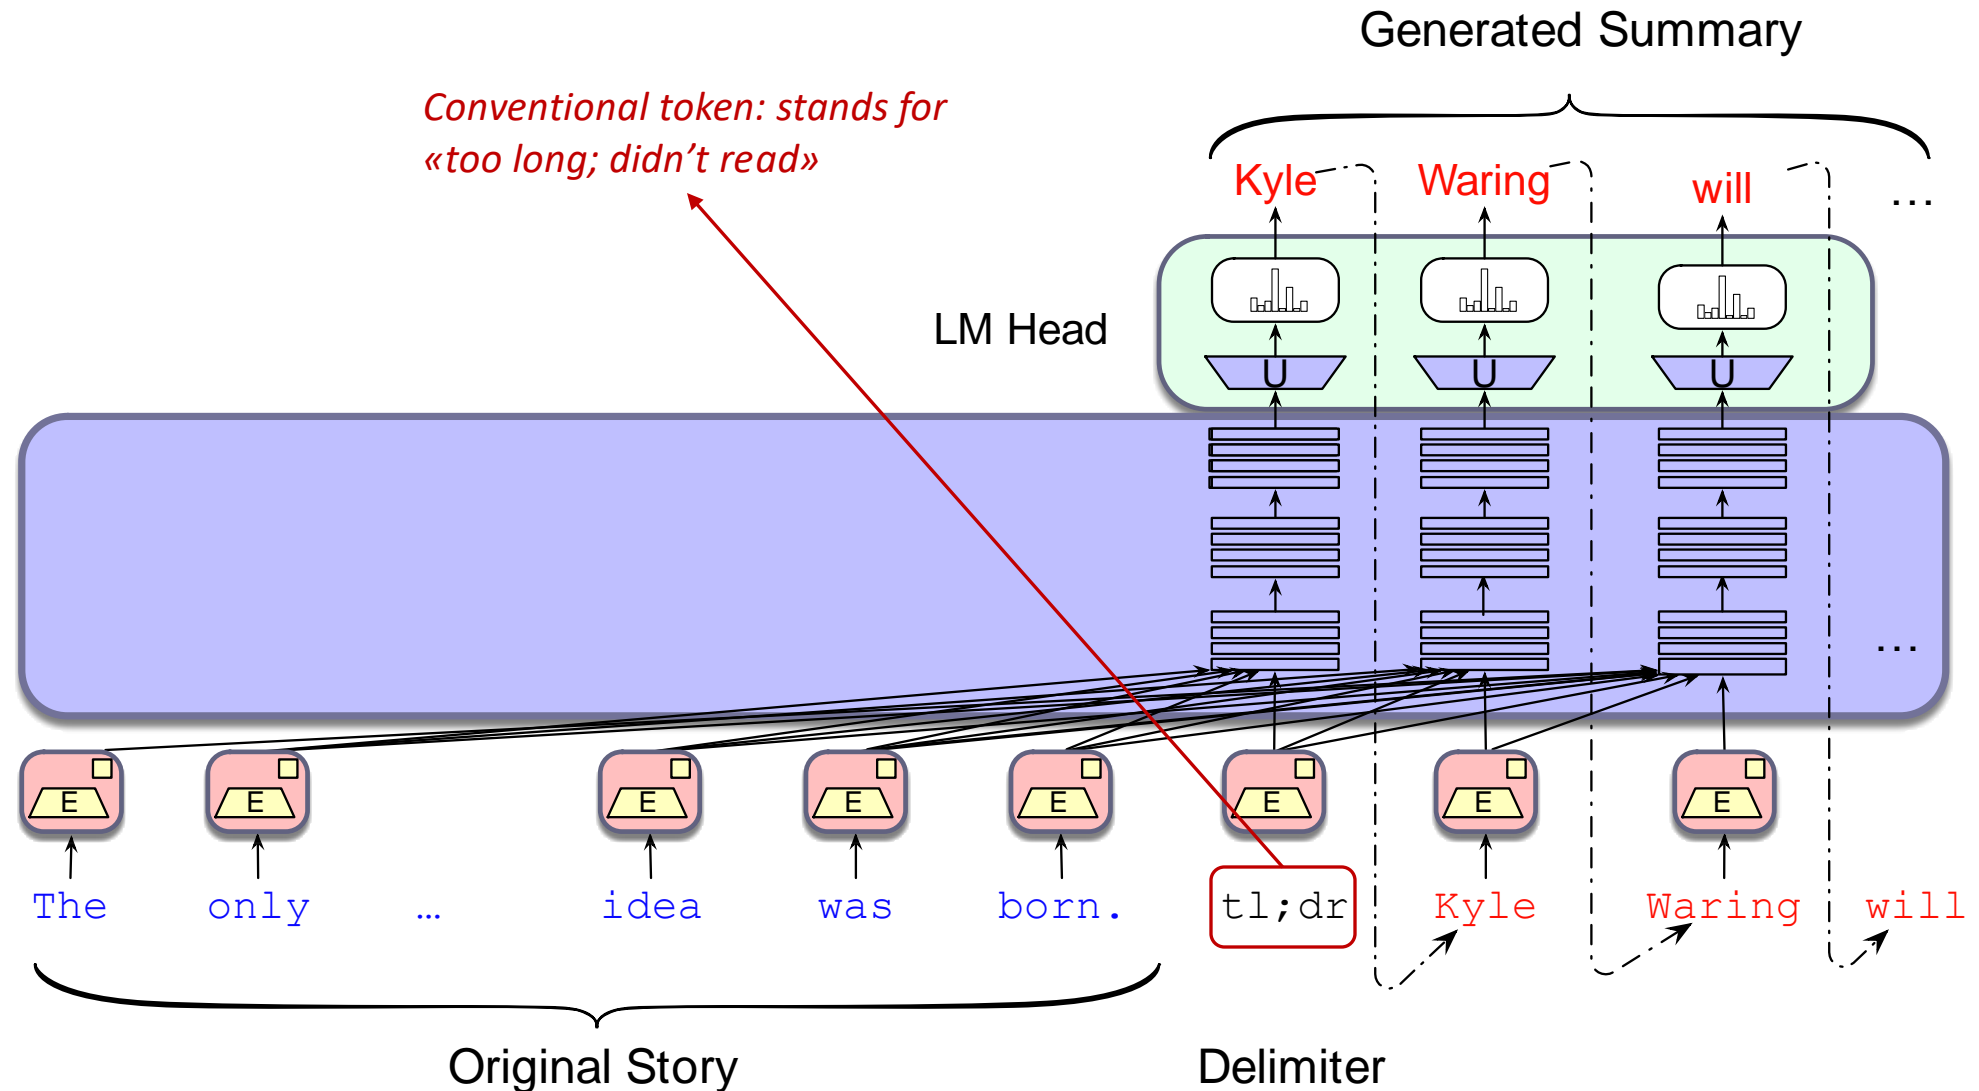 Generated Summary
Conventional token: stands for
«too long; didn’t read»
Kyle Waring will ...
LM Head
U U U
...
E E E E E E E E
The only … idea was born. tl;dr Kyle Waring will
Original Story Delimiter